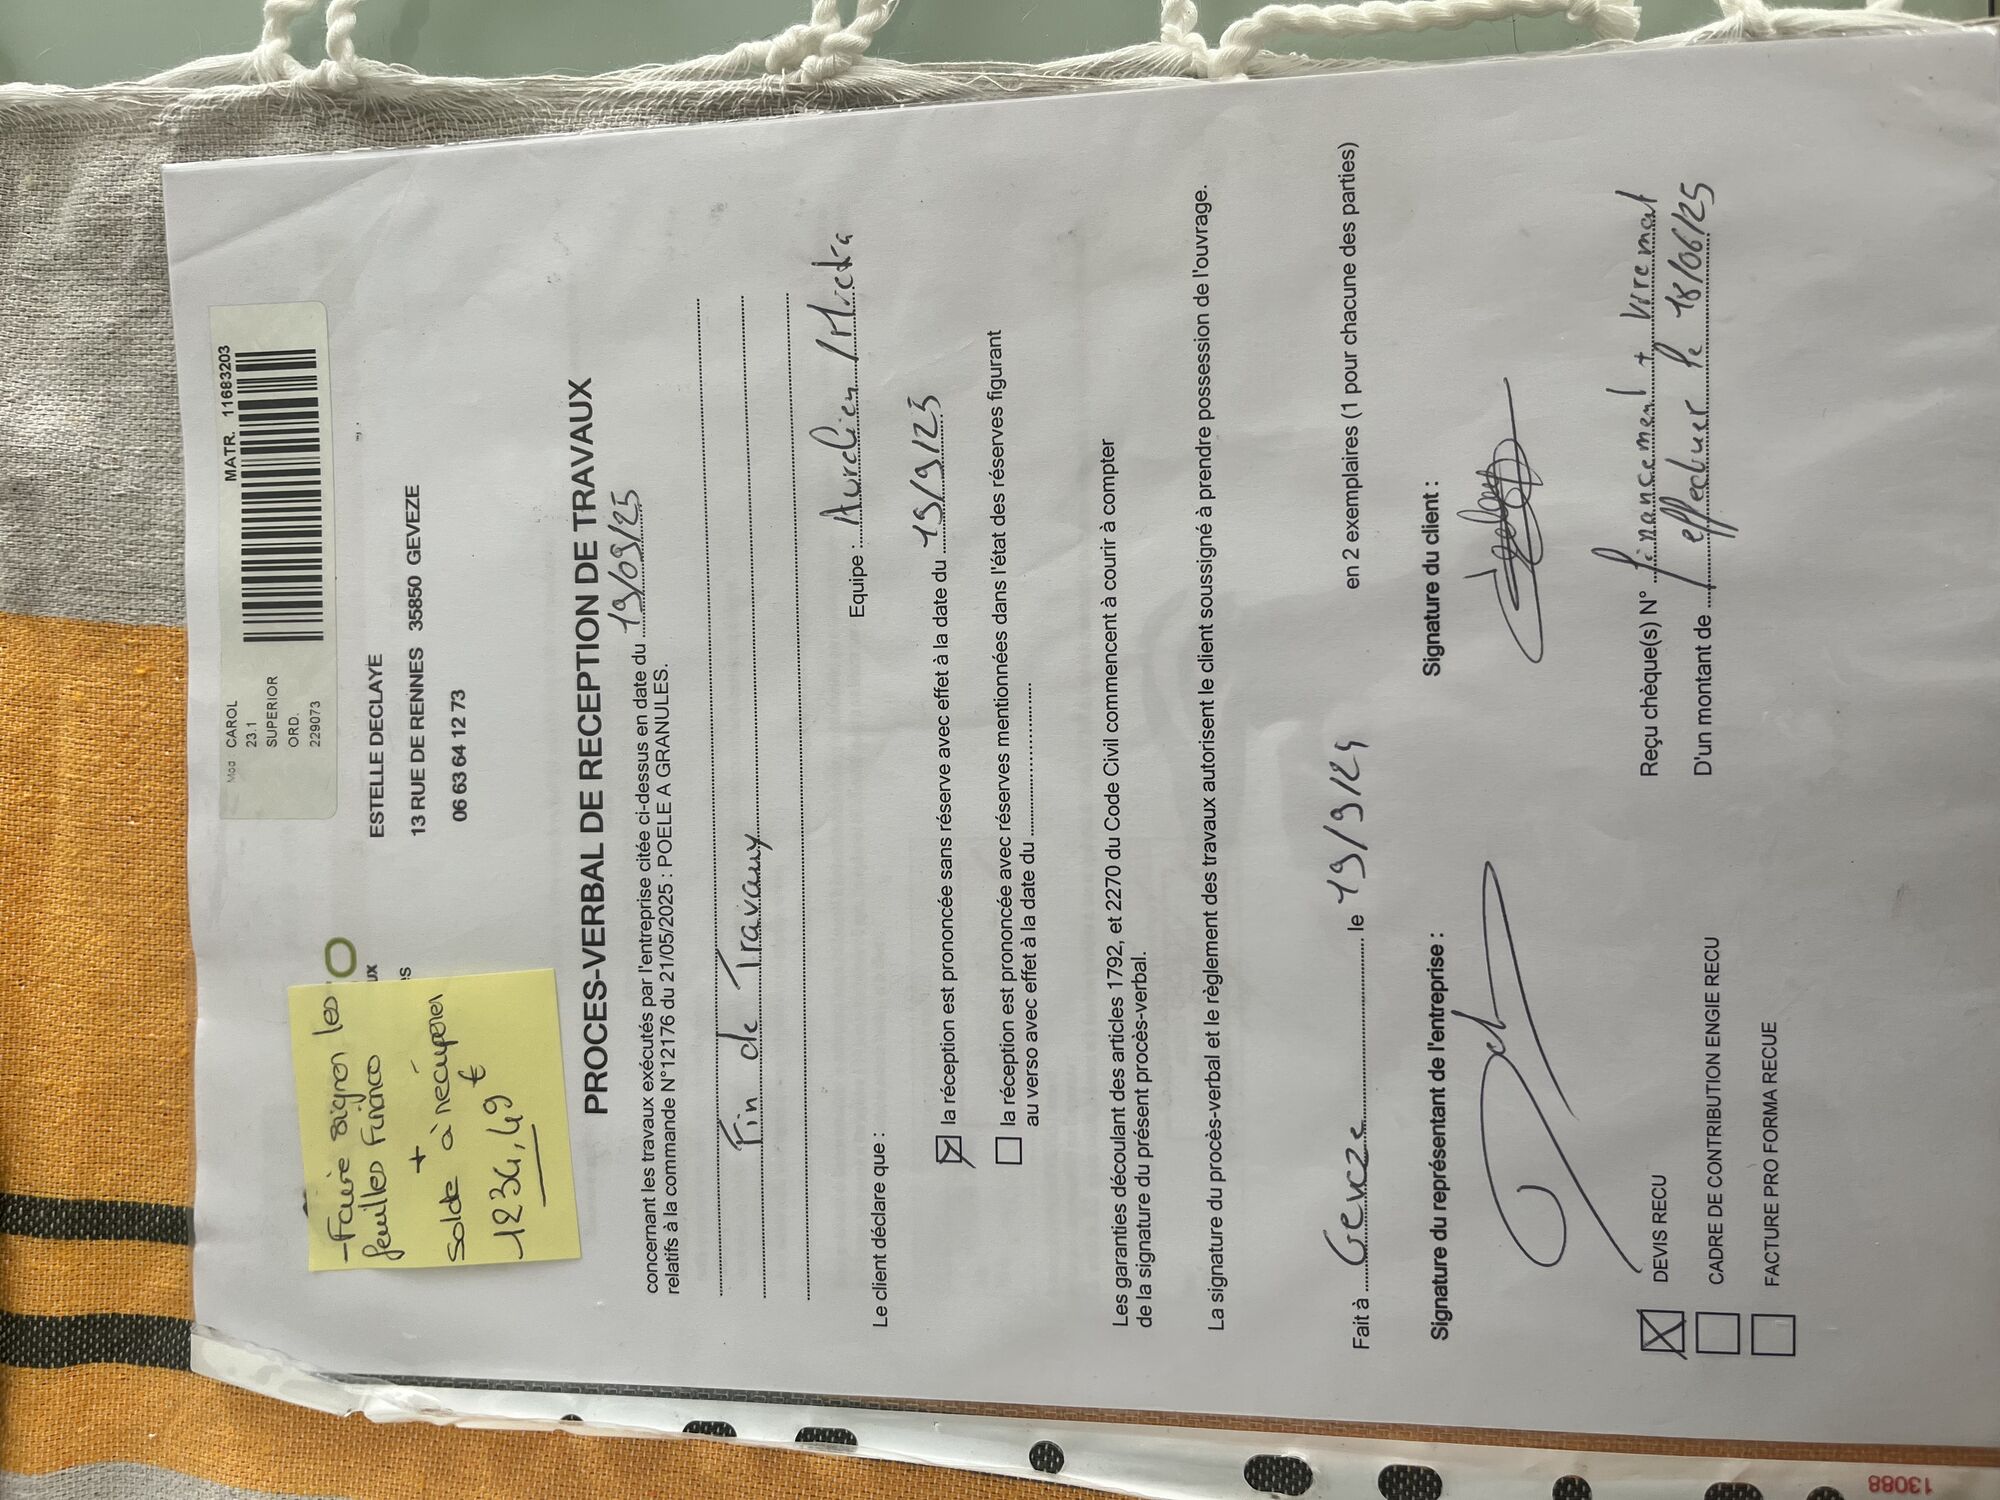 Mod CAROL
23.1
SUPERIOR
ORD.
229073
MATR. 11683203
-Faire signer les
feuilles Financo
+
solde à récupérer
1234,49 €
UX
es
ESTELLE DECLAYE
13 RUE DE RENNES 35850 GEVEZE
06 63 64 12 73
PROCES-VERBAL DE RECEPTION DE TRAVAUX
concernant les travaux exécutés par l'entreprise citée ci-dessus en date du 19/09/25
relatifs à la commande N°12176 du 21/05/2025 : POELE A GRANULES.
Fin de Travaux
Equipe : Aurelien /
Le client déclare que :
la réception est prononcée sans réserve avec effet à la date du 19/9/25
la réception est prononcée avec réserves mentionnées dans l'état des réserves figurant
au verso avec effet à la date du
Les garanties découlant des articles 1792, et 2270 du Code Civil commencent à courir à compter
de la signature du présent procès-verbal.
La signature du procès-verbal et le règlement des travaux autorisent le client soussigné à prendre possession de l'ouvrage.
Fait à Geveze le 19/9/25 en 2 exemplaires (1 pour chacune des parties)
Signature du représentant de l'entreprise :
Signature du client :
DEVIS RECU
CADRE DE CONTRIBUTION ENGIE RECU
FACTURE PRO FORMA RECUE
Reçu chèque(s) N° financement + virement
D'un montant de effectuer le 18/06/25
13088